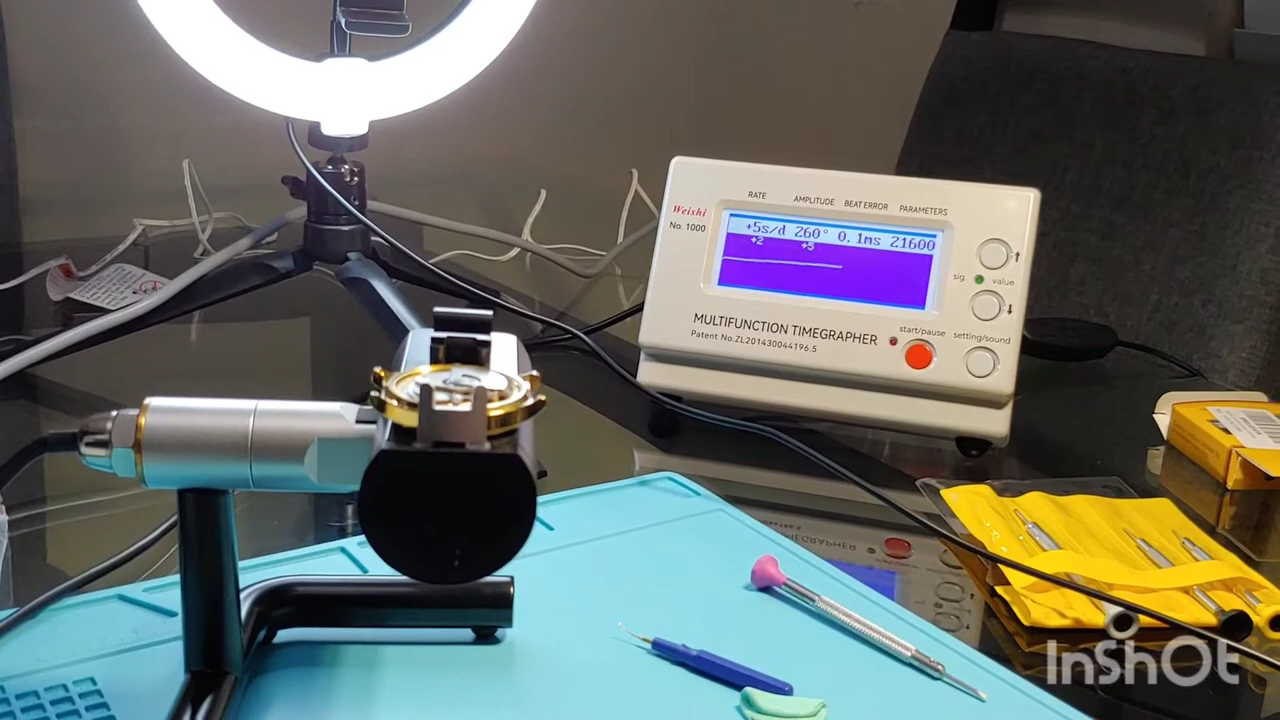 RATE AMPLITUDE BEAT ERROR PARAMETERS
Weishi
No. 1000
+5s/d 260° 0.1ms 21600
+2 +5
sig. value
MULTIFUNCTION TIMEGRAPHER
Patent No.ZL201430044196.5
start/pause
setting/sound
InShOt